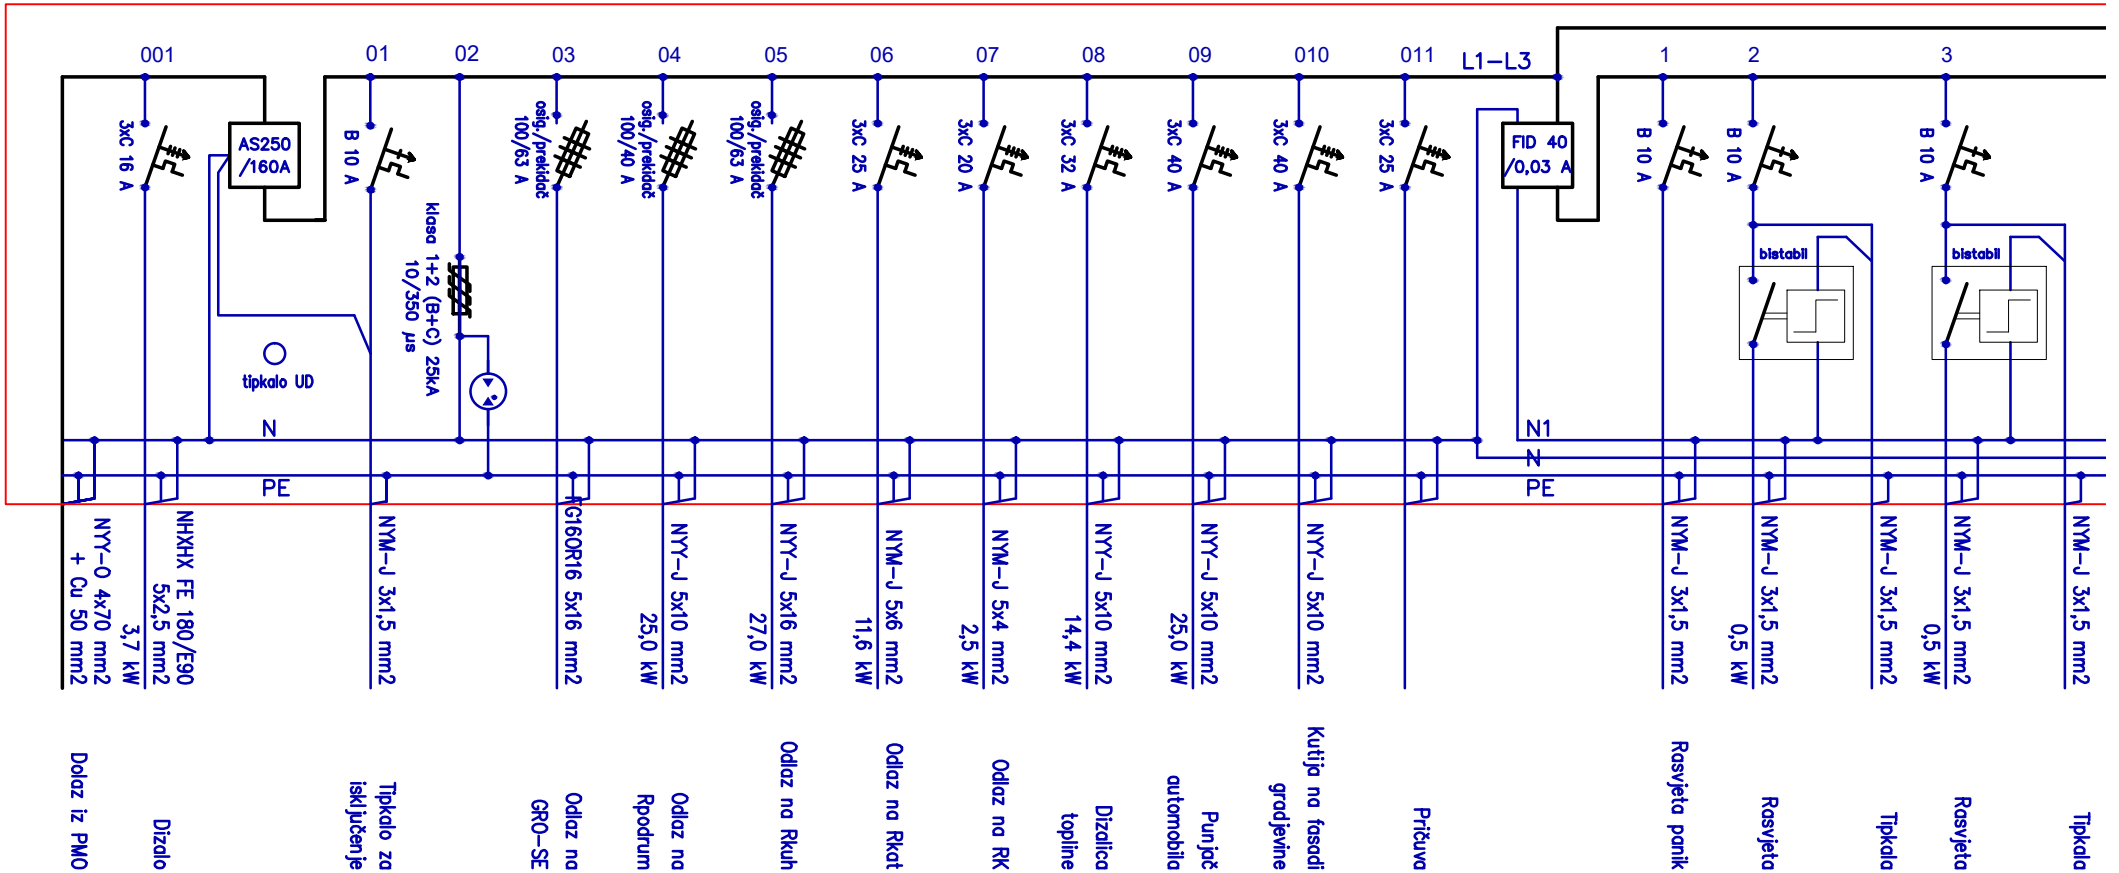 001
01
02
03
04
05
06
07
08
09
010
011
L1-L3
1
2
3
3xC 16 A
AS250
/160A
B 10 A
osig./prekidač
100/63 A
osig./prekidač
100/40 A
osig./prekidač
100/63 A
3xC 25 A
3xC 20 A
3xC 32 A
3xC 40 A
3xC 40 A
3xC 25 A
FID 40
/0,03 A
B 10 A
B 10 A
B 10 A
klasa 1+2 (B+C) 25kA
10/350 µs
tipkalo UD
bistabil
bistabil
N
PE
N1
N
PE
NYY-O 4x70 mm2
+ Cu 50 mm2
NHXHX FE 180/E90
5x2,5 mm2
3,7 kW
NYM-J 3x1,5 mm2
FG16OR16 5x16 mm2
NYY-J 5x10 mm2
25,0 kW
NYY-J 5x16 mm2
27,0 kW
NYM-J 5x6 mm2
11,6 kW
NYM-J 5x4 mm2
2,5 kW
NYY-J 5x10 mm2
14,4 kW
NYY-J 5x10 mm2
25,0 kW
NYY-J 5x10 mm2
NYM-J 3x1,5 mm2
NYM-J 3x1,5 mm2
0,5 kW
NYM-J 3x1,5 mm2
NYM-J 3x1,5 mm2
0,5 kW
NYM-J 3x1,5 mm2
Dolaz iz PMO
Dizalo
Tipkalo za
isključenje
Odlaz na
GRO-SE
Odlaz na
Rpodrum
Odlaz na Rkuh
Odlaz na Rkat
Odlaz na RK
Dizalica
topline
Punjač
automobila
Kutija na fasadi
gradjevine
Pričuva
Rasvjeta panik
Rasvjeta
Tipkala
Rasvjeta
Tipkala